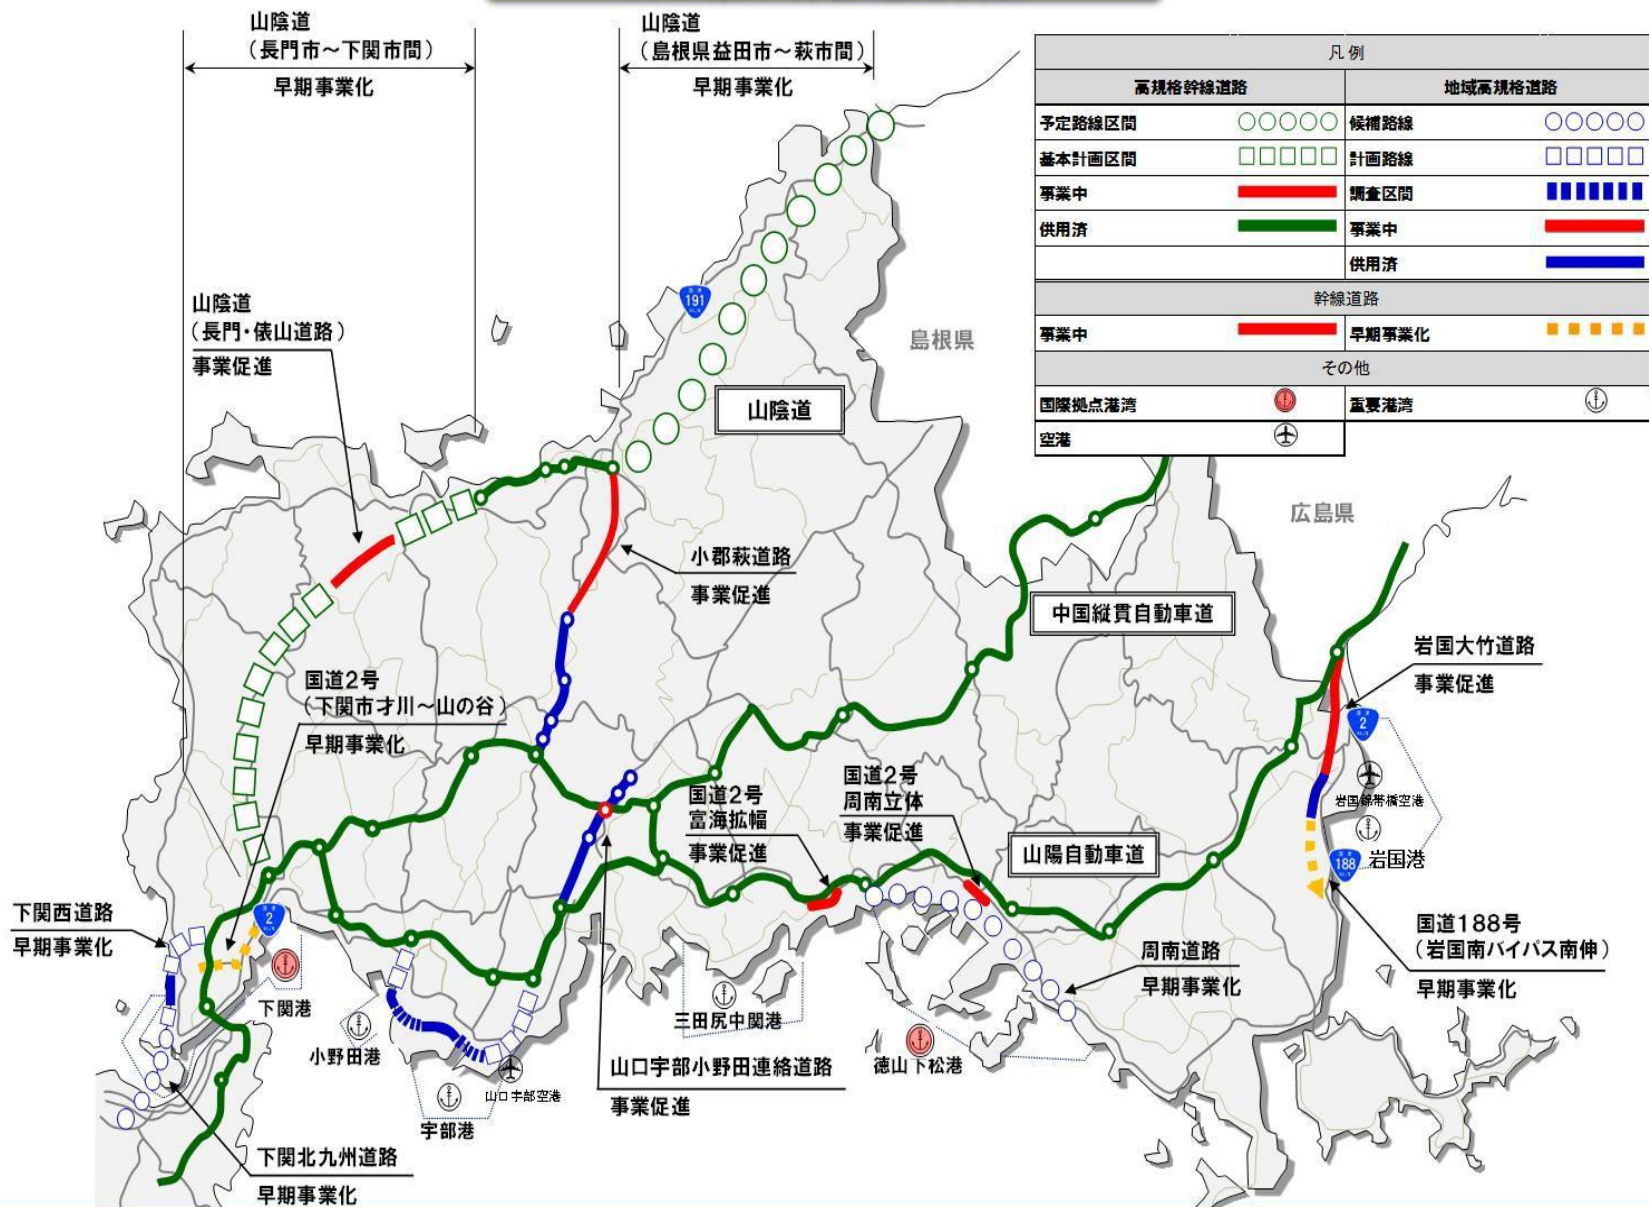 山陰道
（長門市～下関市間）
早期事業化
山陰道
（島根県益田市～萩市間）
早期事業化
凡例
高規格幹線道路
地域高規格道路
予定路線区間
候補路線
基本計画区間
計画路線
事業中
調査区間
供用済
事業中
供用済
幹線道路
事業中
早期事業化
その他
国際拠点港湾
重要港湾
空港
山陰道
（長門・俵山道路）
事業促進
191
島根県
山陰道
広島県
小郡萩道路
事業促進
中国縦貫自動車道
岩国大竹道路
事業促進
2
国道2号
（下関市才川～山の谷）
早期事業化
国道2号
富海拡幅
事業促進
国道2号
周南立体
事業促進
岩国錦帯橋空港
岩国港
188
山陽自動車道
下関西道路
早期事業化
2
下関港
国道188号
（岩国南バイパス南伸）
早期事業化
周南道路
早期事業化
小野田港
三田尻中関港
徳山下松港
山口宇部空港
宇部港
山口宇部小野田連絡道路
事業促進
下関北九州道路
早期事業化